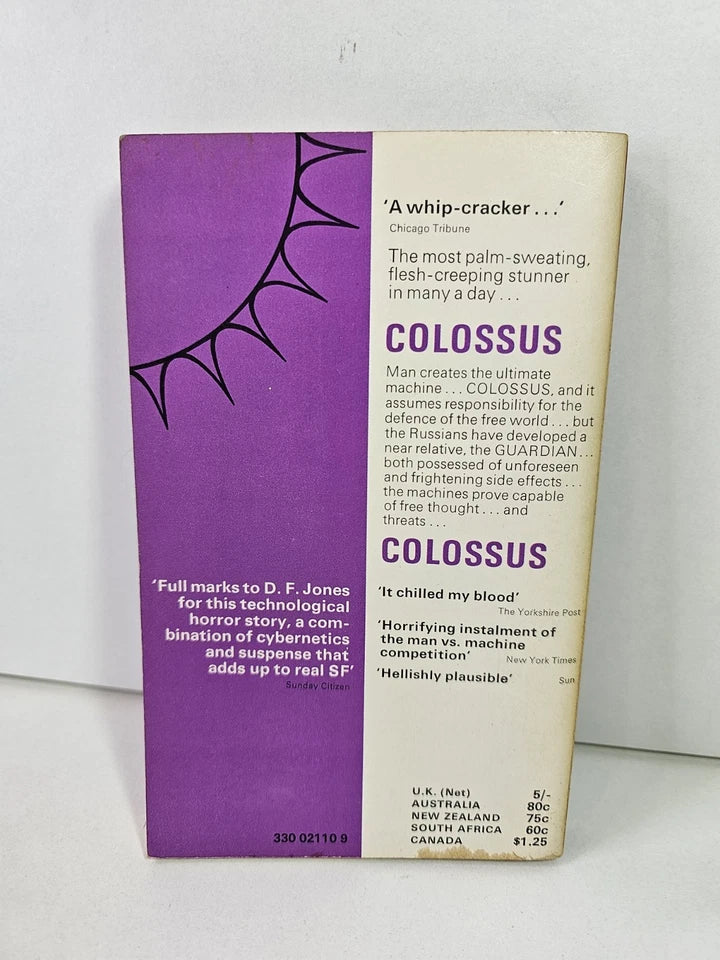 'A whip-cracker...'
Chicago Tribune
The most palm-sweating,
flesh-creeping stunner
in many a day...
COLOSSUS
Man creates the ultimate
machine... COLOSSUS, and it
assumes responsibility for the
defence of the free world... but
the Russians have developed a
near relative, the GUARDIAN...
both possessed of unforeseen
and frightening side effects...
the machines prove capable
of free thought... and
threats...
COLOSSUS
'It chilled my blood'
The Yorkshire Post
'Horrifying instalment of
the man vs. machine
competition'
New York Times
'Hellishly plausible'
Sun
'Full marks to D. F. Jones
for this technological
horror story, a com-
bination of cybernetics
and suspense that
adds up to real SF'
Sunday Citizen
330 02110 9
U.K. (Net) 5/-
AUSTRALIA 80c
NEW ZEALAND 75c
SOUTH AFRICA 60c
CANADA $1.25